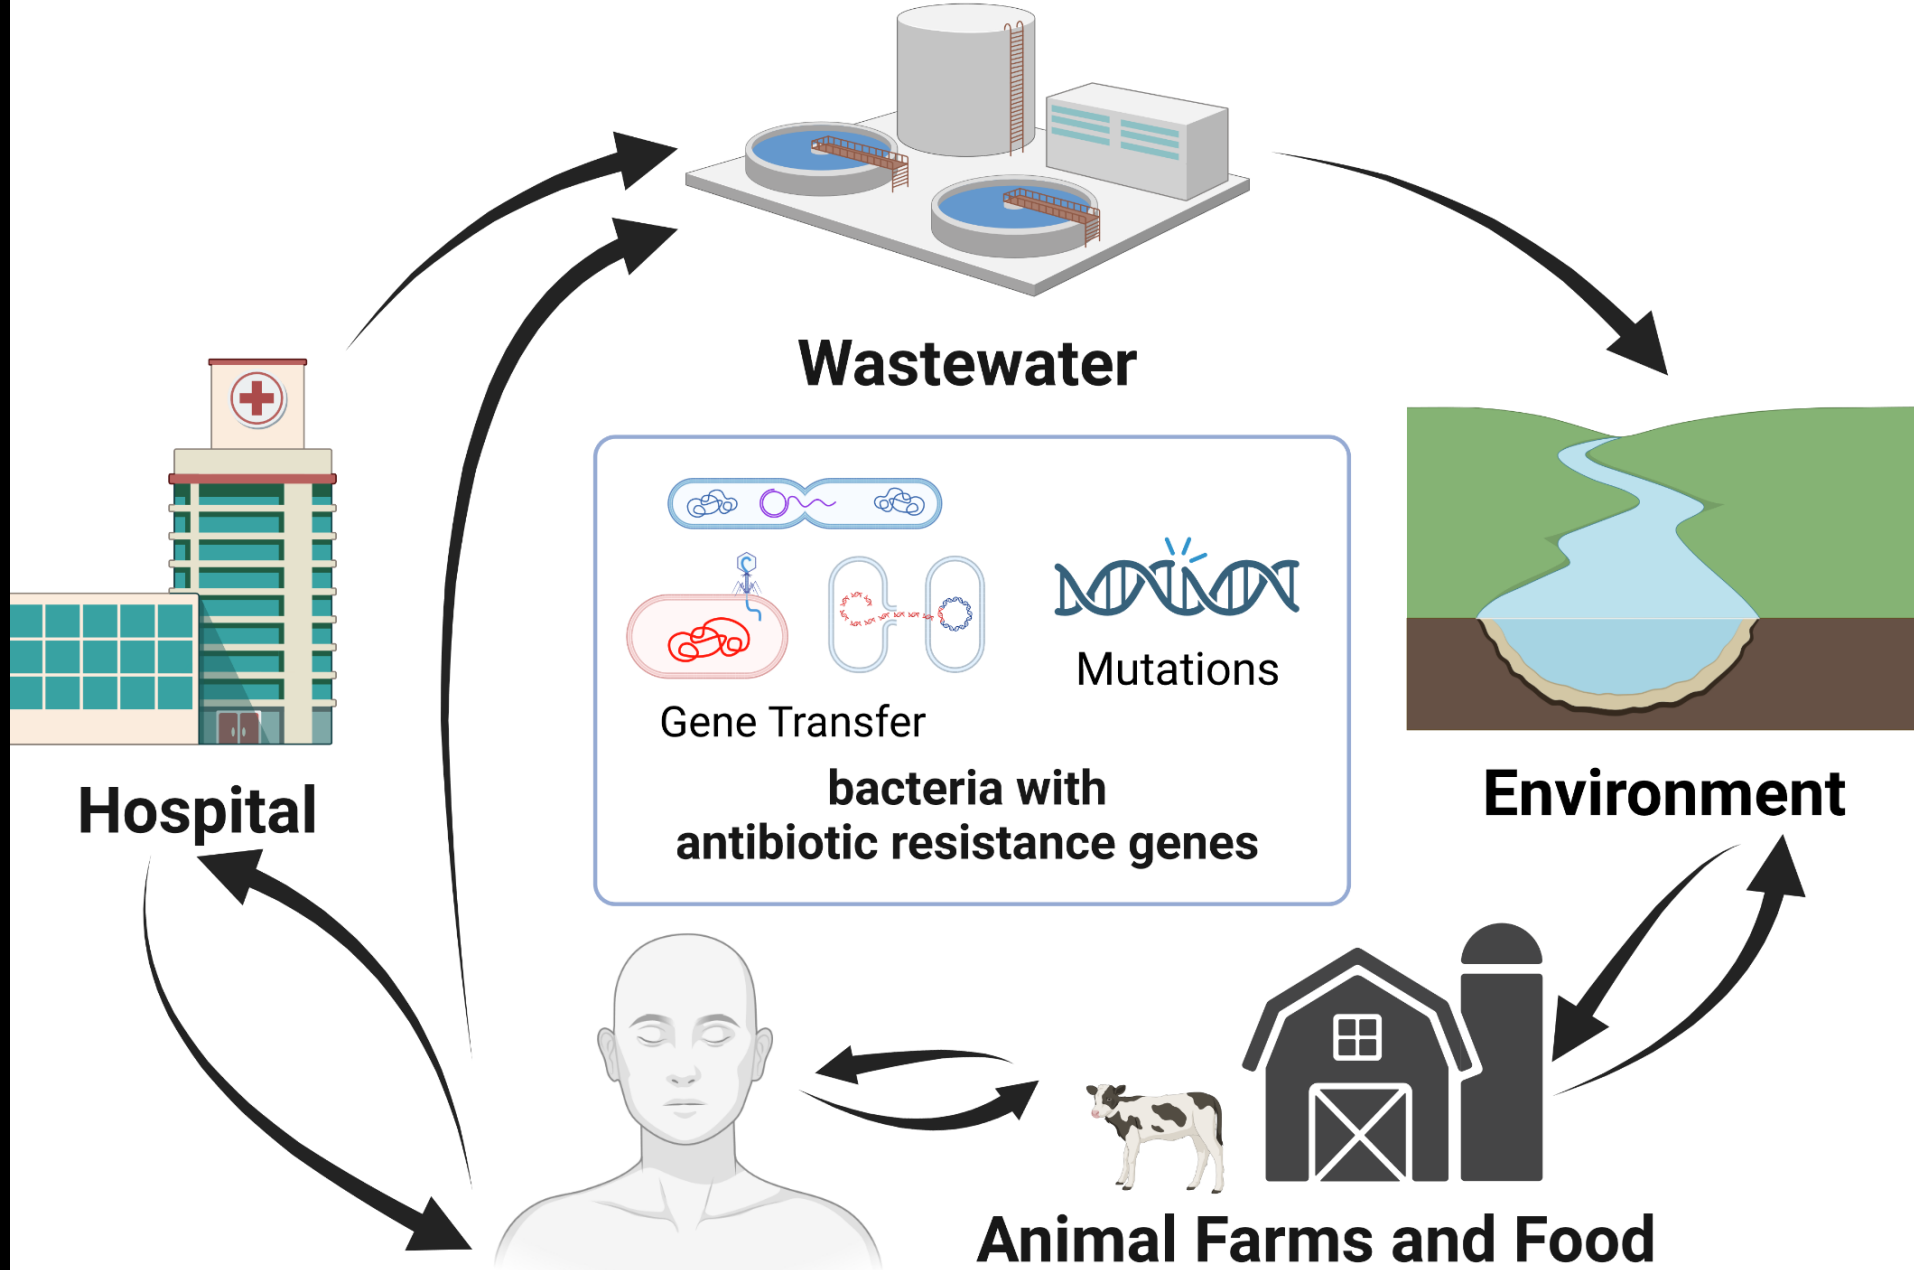 Wastewater
Hospital
Gene Transfer
Mutations
bacteria with
antibiotic resistance genes
Environment
Animal Farms and Food